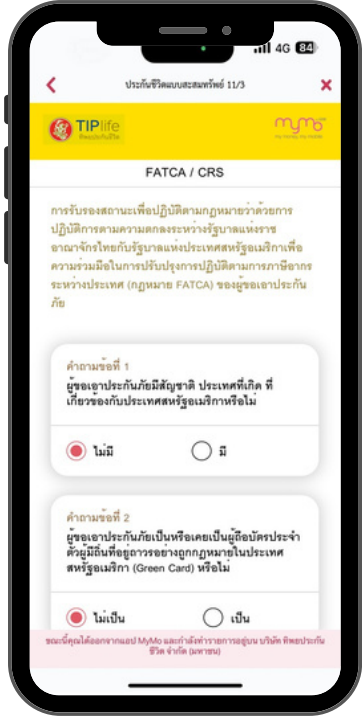 4G 84
ประกันชีวิตแบบสะสมทรัพย์ 11/3
TIPlife
ทิพยประกันชีวิต
mymo
my money, my mobile
FATCA / CRS
การรับรองสถานะเพื่อปฏิบัติตามกฎหมายว่าด้วยการ
ปฏิบัติการตามความตกลงระหว่างรัฐบาลแห่งราช
อาณาจักรไทยกับรัฐบาลแห่งประเทศสหรัฐอเมริกาเพื่อ
ความร่วมมือในการปรับปรุงการปฏิบัติตามการภาษีอากร
ระหว่างประเทศ (กฎหมาย FATCA) ของผู้ขอเอาประกัน
ภัย
คำถามข้อที่ 1
ผู้ขอเอาประกันภัยมีสัญชาติ ประเทศที่เกิด ที่
เกี่ยวข้องกับประเทศสหรัฐอเมริกาหรือไม่
ไม่มี
มี
คำถามข้อที่ 2
ผู้ขอเอาประกันภัยเป็นหรือเคยเป็นผู้ถือบัตรประจำ
ตัวผู้มีถิ่นที่อยู่ถาวรอย่างถูกกฎหมายในประเทศ
สหรัฐอเมริกา (Green Card) หรือไม่
ไม่เป็น
เป็น
ขณะนี้คุณได้ออกจากแอป MyMo และกำลังทำรายการอยู่บน บริษัท ทิพยประกัน
ชีวิต จำกัด (มหาชน)